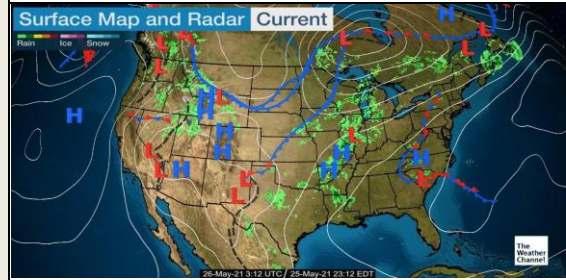 Surface Map and Radar Current
Rain Ice Snow
H
L
L
L
L
L
L
L
H
H
H
L
H
H
L
H
H
L
L
H
L
H
H
L
L
The
Weather
Channel
26-May-21 3:12 UTC / 25-May-21 23:12 EDT